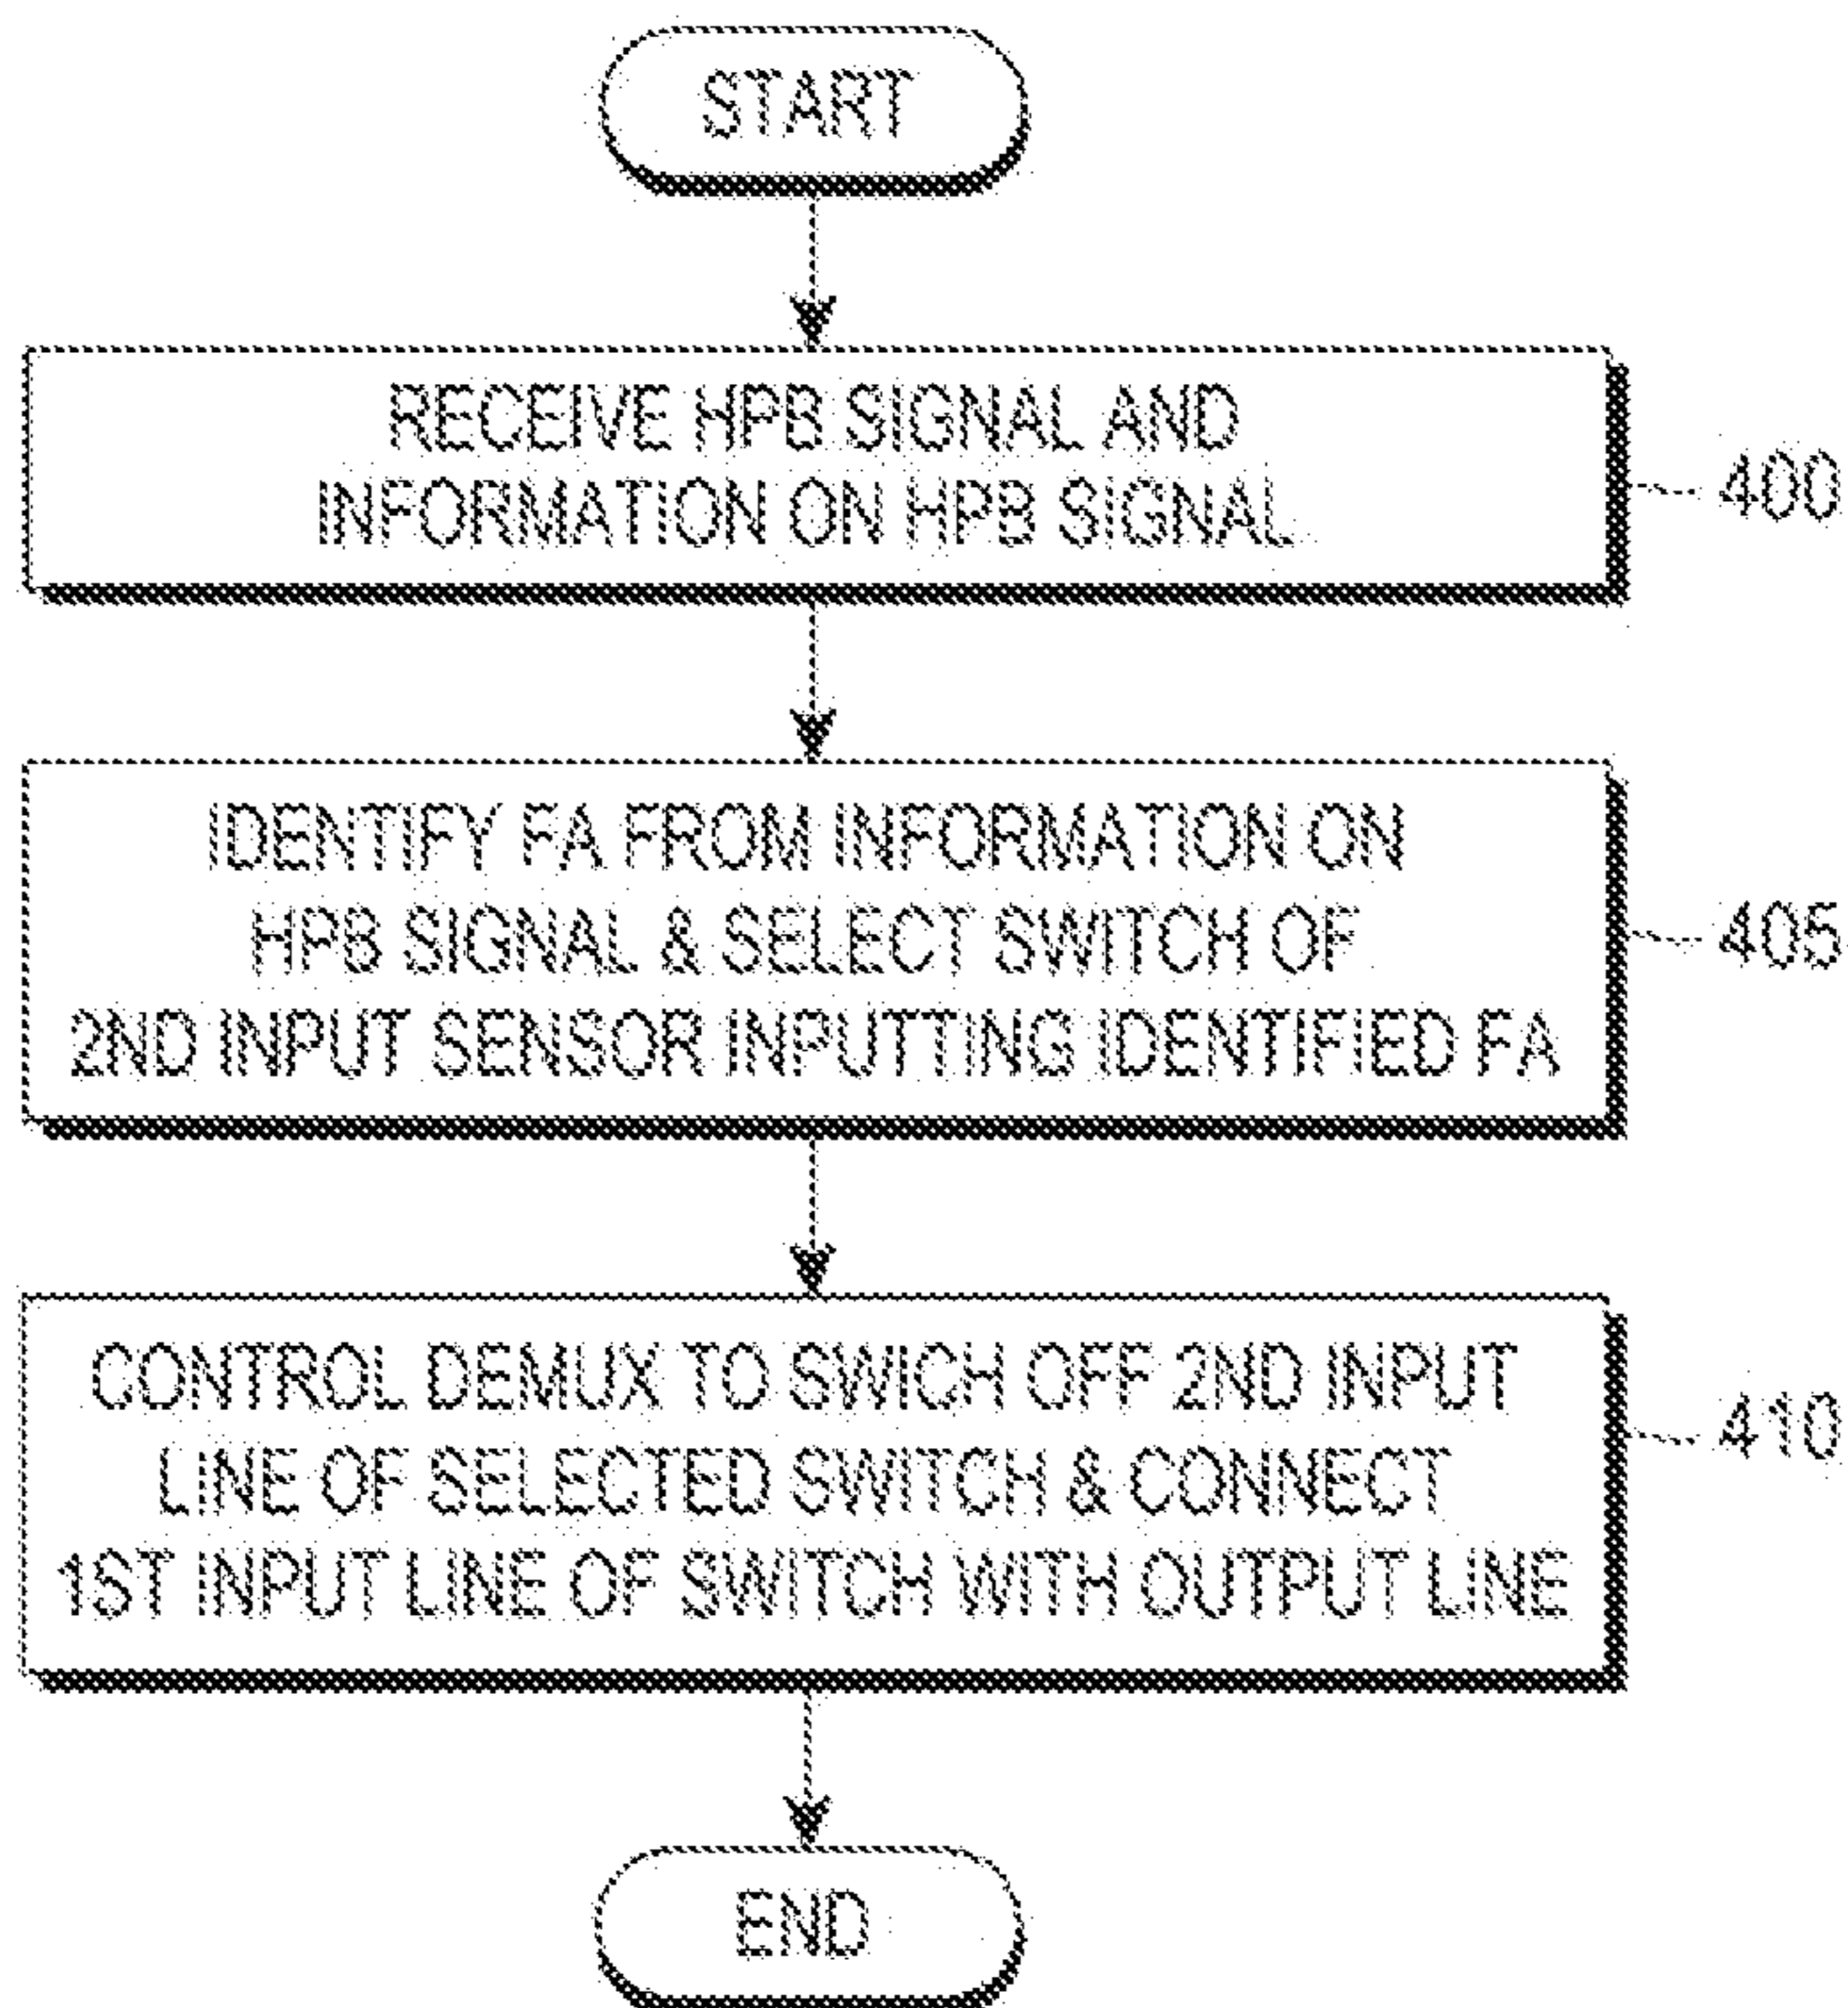 START
RECEIVE HPB SIGNAL AND
INFORMATION ON HPB SIGNAL
400
IDENTIFY FA FROM INFORMATION ON
HPB SIGNAL & SELECT SWITCH OF
2ND INPUT SENSOR INPUTTING IDENTIFIED FA
405
CONTROL DEMUX TO SWICH OFF 2ND INPUT
LINE OF SELECTED SWITCH & CONNECT
1ST INPUT LINE OF SWITCH WITH OUTPUT LINE
410
END